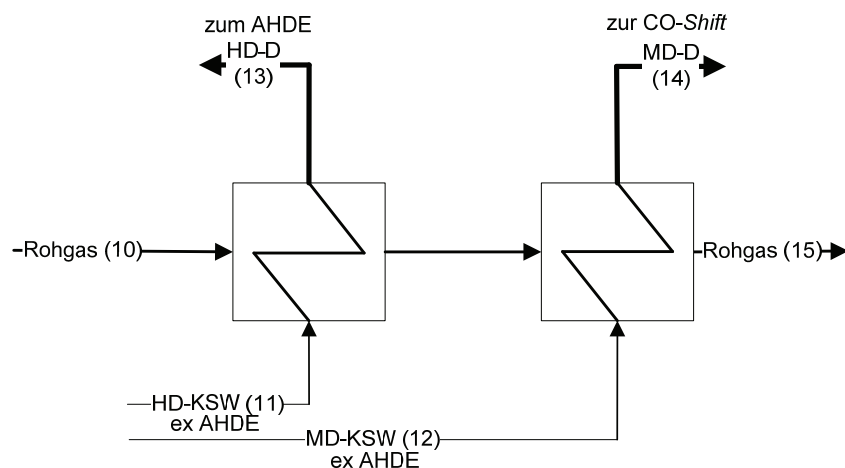 zum AHDE
HD-D
(13)
zur CO-Shift
MD-D
(14)
Rohgas (10)
Rohgas (15)
HD-KSW (11)
ex AHDE
MD-KSW (12)
ex AHDE